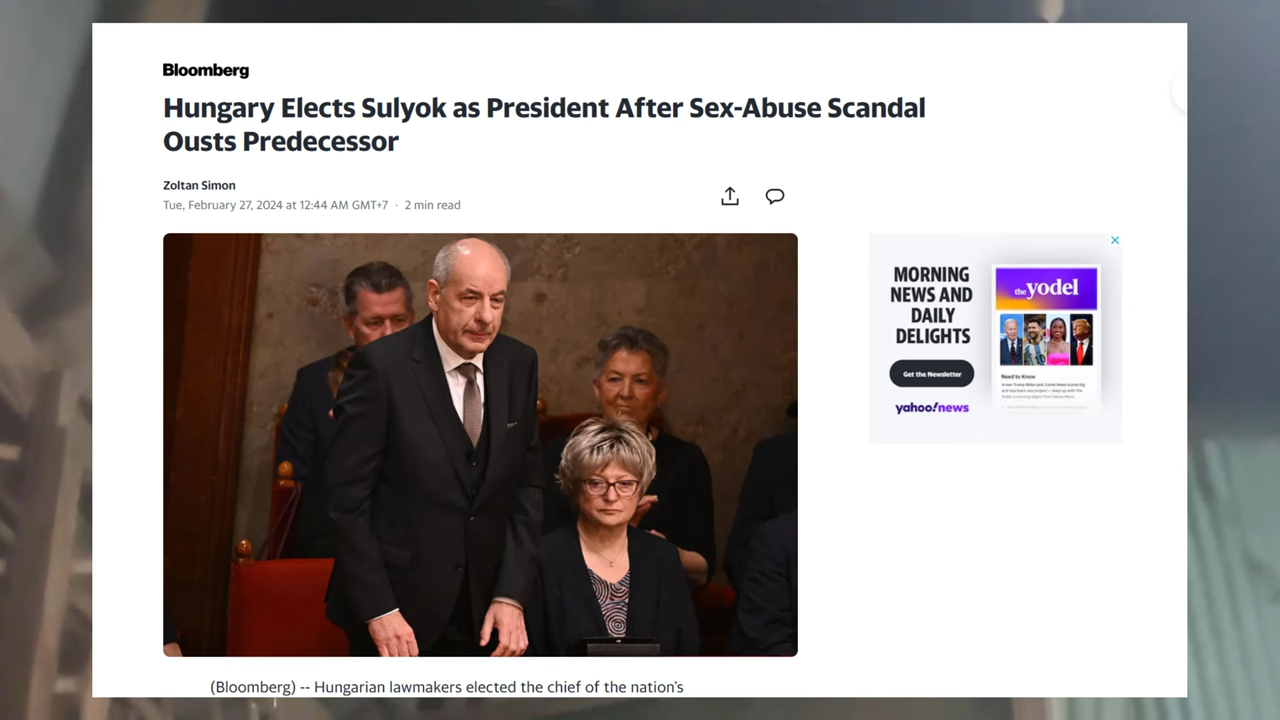 Bloomberg
Hungary Elects Sulyok as President After Sex-Abuse Scandal
Ousts Predecessor
Zoltan Simon
Tue, February 27, 2024 at 12:44 AM GMT+7 · 2 min read
MORNING
NEWS AND
DAILY
DELIGHTS
Get the Newsletter
yahoo!news
the yodel
Need to Know
(Bloomberg) -- Hungarian lawmakers elected the chief of the nation's